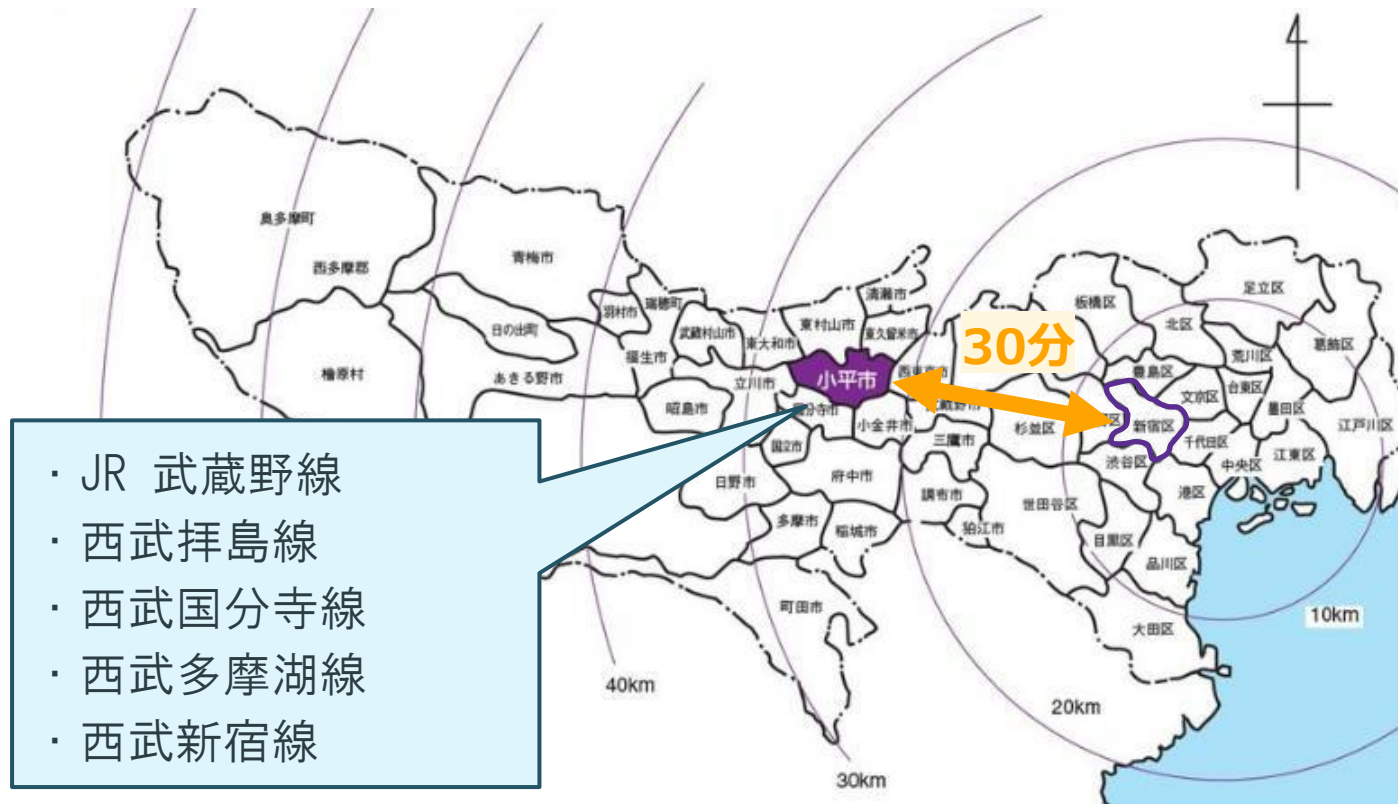 奥多摩町
西多摩郡
青梅市
檜原村
日の出町
あきる野市
羽村市
瑞穂町
福生市
武蔵村山市
東大和市
東村山市
清瀬市
東久留米市
立川市
昭島市
小平市
国分寺市
小金井市
国立市
日野市
府中市
多摩市
稲城市
町田市
調布市
狛江市
三鷹市
30分
杉並区
世田谷区
板橋区
北区
足立区
豊島区
文京区
荒川区
台東区
葛飾区
墨田区
江戸川区
新宿区
千代田区
渋谷区
中央区
江東区
港区
目黒区
品川区
大田区
10km
20km
30km
40km
・JR 武蔵野線
・西武拝島線
・西武国分寺線
・西武多摩湖線
・西武新宿線